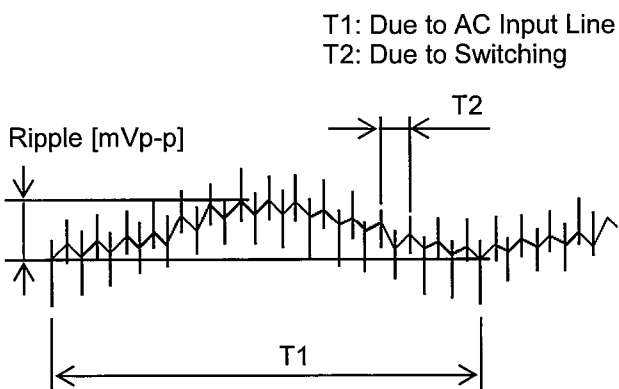 T1: Due to AC Input Line
T2: Due to Switching
T2
Ripple [mVp-p]
T1